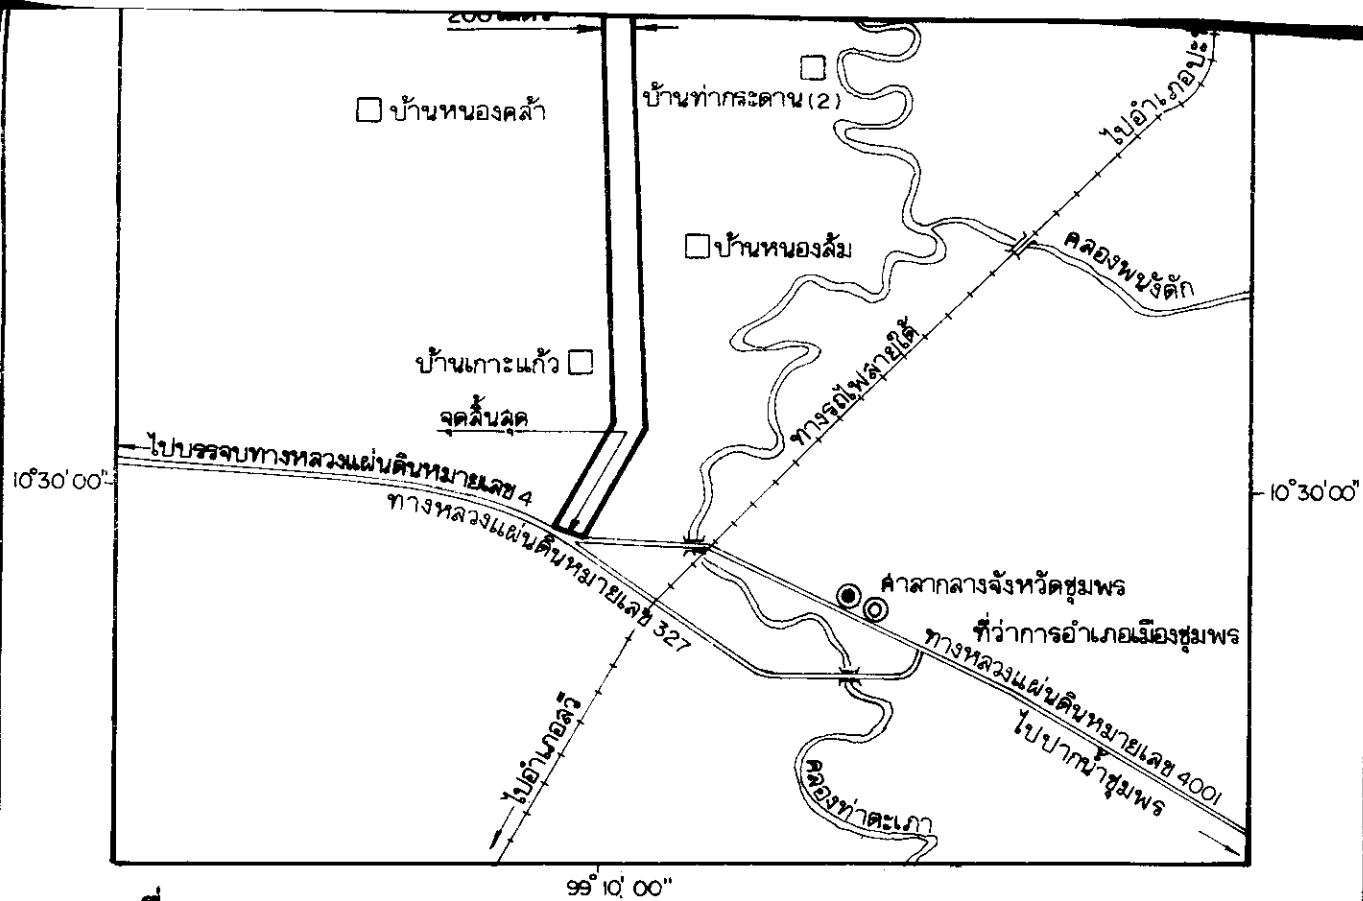 200 เมตร
บ้านหนองคล้า
บ้านท่ากระดาน (2)
ไปอำเภอปะ
บ้านหนองส้ม
คลองพนังตัก
บ้านเกาะแก้ว
ทางรถไฟสายใต้
จุดสิ้นสุด
ไปบรรจบทางหลวงแผ่นดินหมายเลข 4
10°30'00"
10°30'00"
ทางหลวงแผ่นดินหมายเลข 327
ศาลากลางจังหวัดชุมพร
ที่ว่าการอำเภอเมืองชุมพร
ทางหลวงแผ่นดินหมายเลข 4001
ไปปากน้ำชุมพร
ไปอำเภอสวี
คลองท่าตะเภา
99°10'00"
ที่